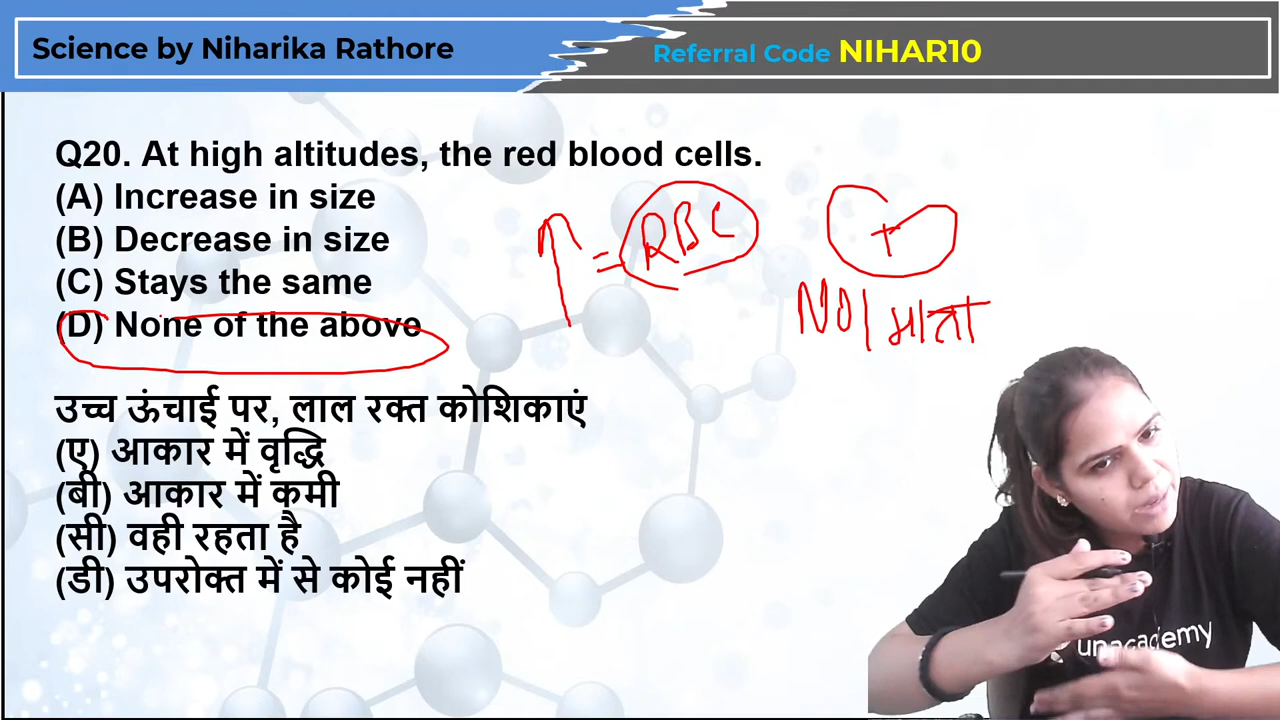 Science by Niharika Rathore
Referral Code NIHAR10
Q20. At high altitudes, the red blood cells.
(A) Increase in size
(B) Decrease in size
(C) Stays the same
(D) None of the above
↑ = RBC
+
NO| मात्रा
उच्च ऊंचाई पर, लाल रक्त कोशिकाएं
(ए) आकार में वृद्धि
(बी) आकार में कमी
(सी) वही रहता है
(डी) उपरोक्त में से कोई नहीं
unacademy